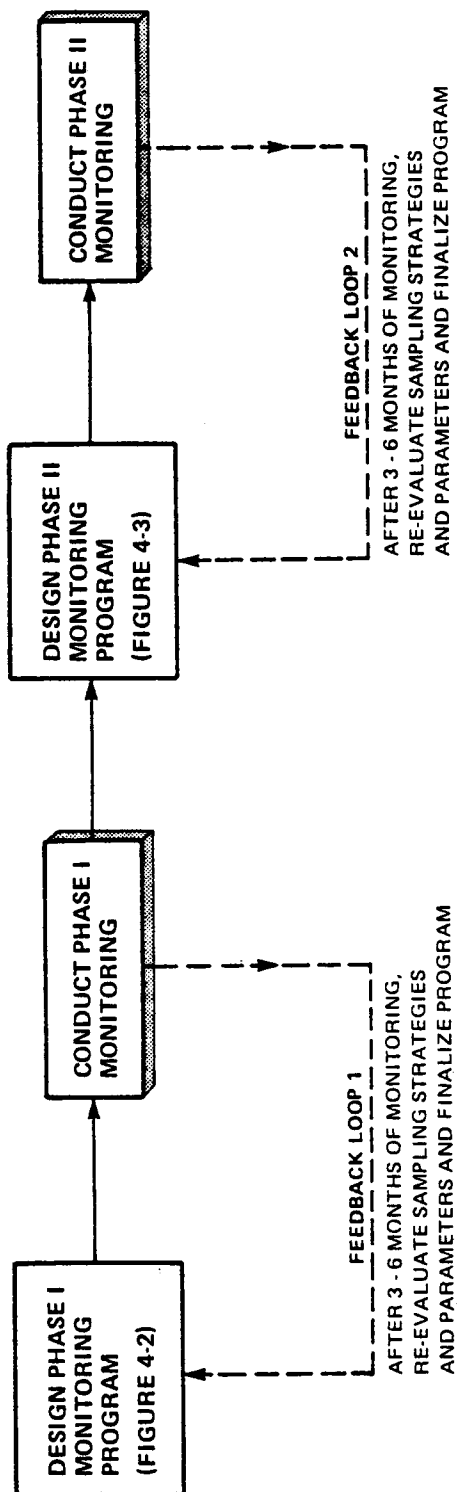 DESIGN PHASE I
MONITORING
PROGRAM
(FIGURE 4-2)
CONDUCT PHASE I
MONITORING
FEEDBACK LOOP 1
AFTER 3 - 6 MONTHS OF MONITORING,
RE-EVALUATE SAMPLING STRATEGIES
AND PARAMETERS AND FINALIZE PROGRAM
DESIGN PHASE II
MONITORING
PROGRAM
(FIGURE 4-3)
CONDUCT PHASE II
MONITORING
FEEDBACK LOOP 2
AFTER 3 - 6 MONTHS OF MONITORING,
RE-EVALUATE SAMPLING STRATEGIES
AND PARAMETERS AND FINALIZE PROGRAM